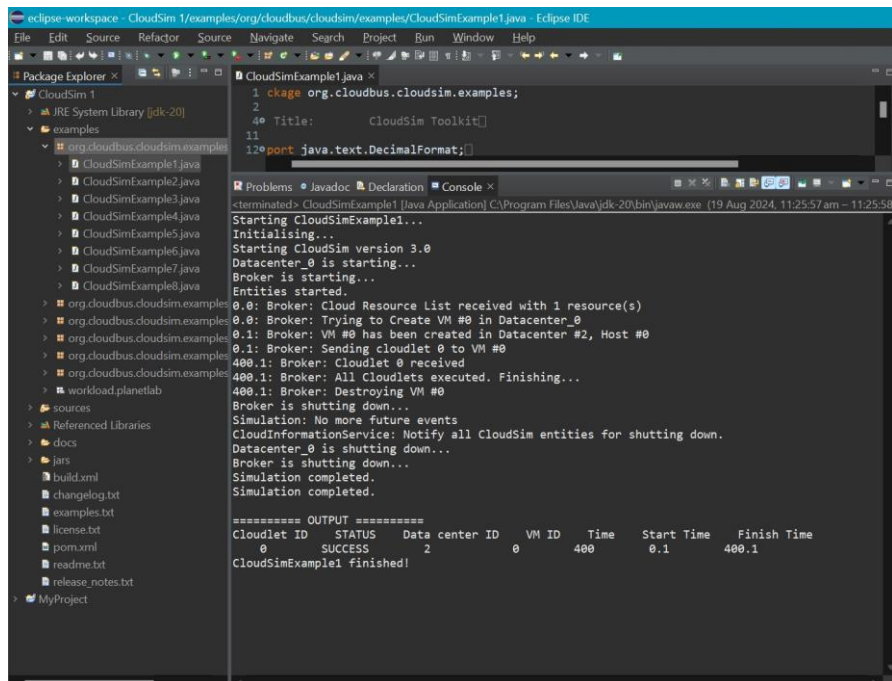 eclipse-workspace - CloudSim 1/examples/org/cloudbus/cloudsim/examples/CloudSimExample1.java - Eclipse IDE
File Edit Source Refactor Source Navigate Search Project Run Window Help
Package Explorer
CloudSim 1
JRE System Library [jdk-20]
examples
org.cloudbus.cloudsim.examples
CloudSimExample1.java
CloudSimExample2.java
CloudSimExample3.java
CloudSimExample4.java
CloudSimExample5.java
CloudSimExample6.java
CloudSimExample7.java
CloudSimExample8.java
org.cloudbus.cloudsim.examples
org.cloudbus.cloudsim.examples
org.cloudbus.cloudsim.examples
org.cloudbus.cloudsim.examples
org.cloudbus.cloudsim.examples
workload.planetlab
sources
Referenced Libraries
docs
jars
build.xml
changelog.txt
examples.txt
license.txt
pom.xml
readme.txt
release_notes.txt
MyProject
CloudSimExample1.java
1 ckage org.cloudbus.cloudsim.examples;
2
4 Title: CloudSim Toolkit
11
12 port java.text.DecimalFormat;
Problems Javadoc Declaration Console
<terminated> CloudSimExample1 [Java Application] C:\Program Files\Java\jdk-20\bin\javaw.exe (19 Aug 2024, 11:25:57 am – 11:25:58
Starting CloudSimExample1...
Initialising...
Starting CloudSim version 3.0
Datacenter_0 is starting...
Broker is starting...
Entities started.
0.0: Broker: Cloud Resource List received with 1 resource(s)
0.0: Broker: Trying to Create VM #0 in Datacenter_0
0.1: Broker: VM #0 has been created in Datacenter #2, Host #0
0.1: Broker: Sending cloudlet 0 to VM #0
400.1: Broker: Cloudlet 0 received
400.1: Broker: All Cloudlets executed. Finishing...
400.1: Broker: Destroying VM #0
Broker is shutting down...
Simulation: No more future events
CloudInformationService: Notify all CloudSim entities for shutting down.
Datacenter_0 is shutting down...
Broker is shutting down...
Simulation completed.
Simulation completed.
========== OUTPUT ==========
Cloudlet ID STATUS Data center ID VM ID Time Start Time Finish Time
0 SUCCESS 2 0 400 0.1 400.1
CloudSimExample1 finished!